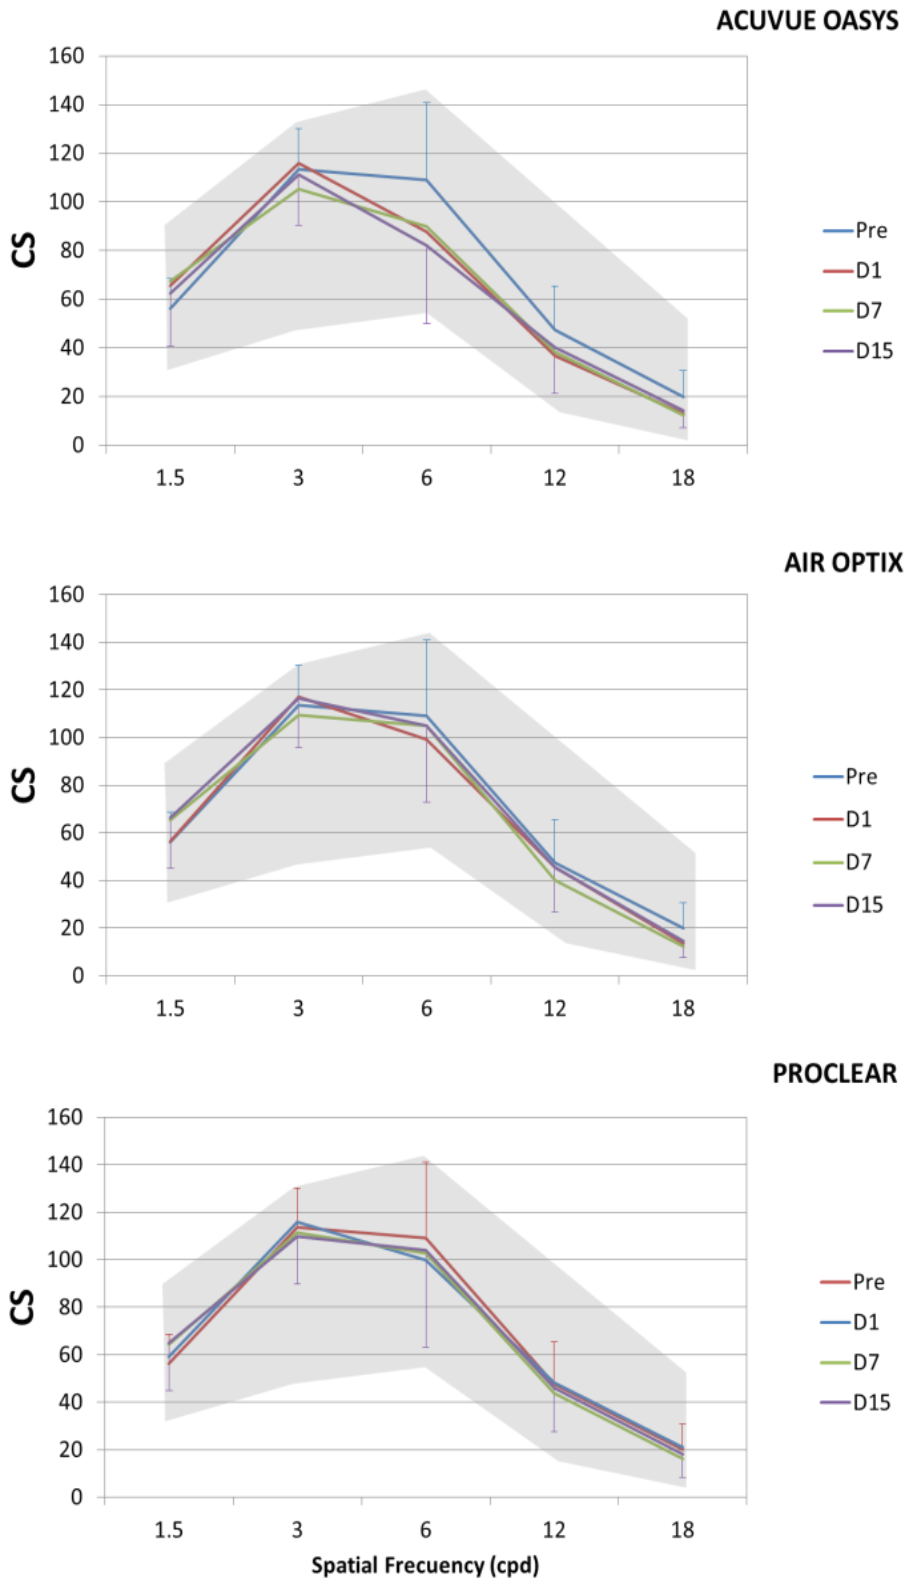 ACUVUE OASYS
160
140
120
100
80
60
40
20
0
CS
1.5 3 6 12 18
Pre
D1
D7
D15
AIR OPTIX
160
140
120
100
80
60
40
20
0
CS
1.5 3 6 12 18
Pre
D1
D7
D15
PROCLEAR
160
140
120
100
80
60
40
20
0
CS
1.5 3 6 12 18
Spatial Frecuency (cpd)
Pre
D1
D7
D15